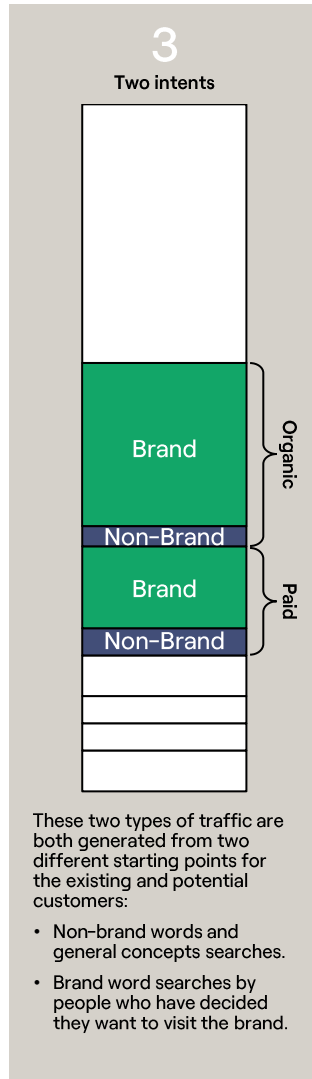 3
Two intents
Brand
Organic
Non-Brand
Brand
Paid
Non-Brand
These two types of traffic are
both generated from two
different starting points for
the existing and potential
customers:
• Non-brand words and
general concepts searches.
• Brand word searches by
people who have decided
they want to visit the brand.